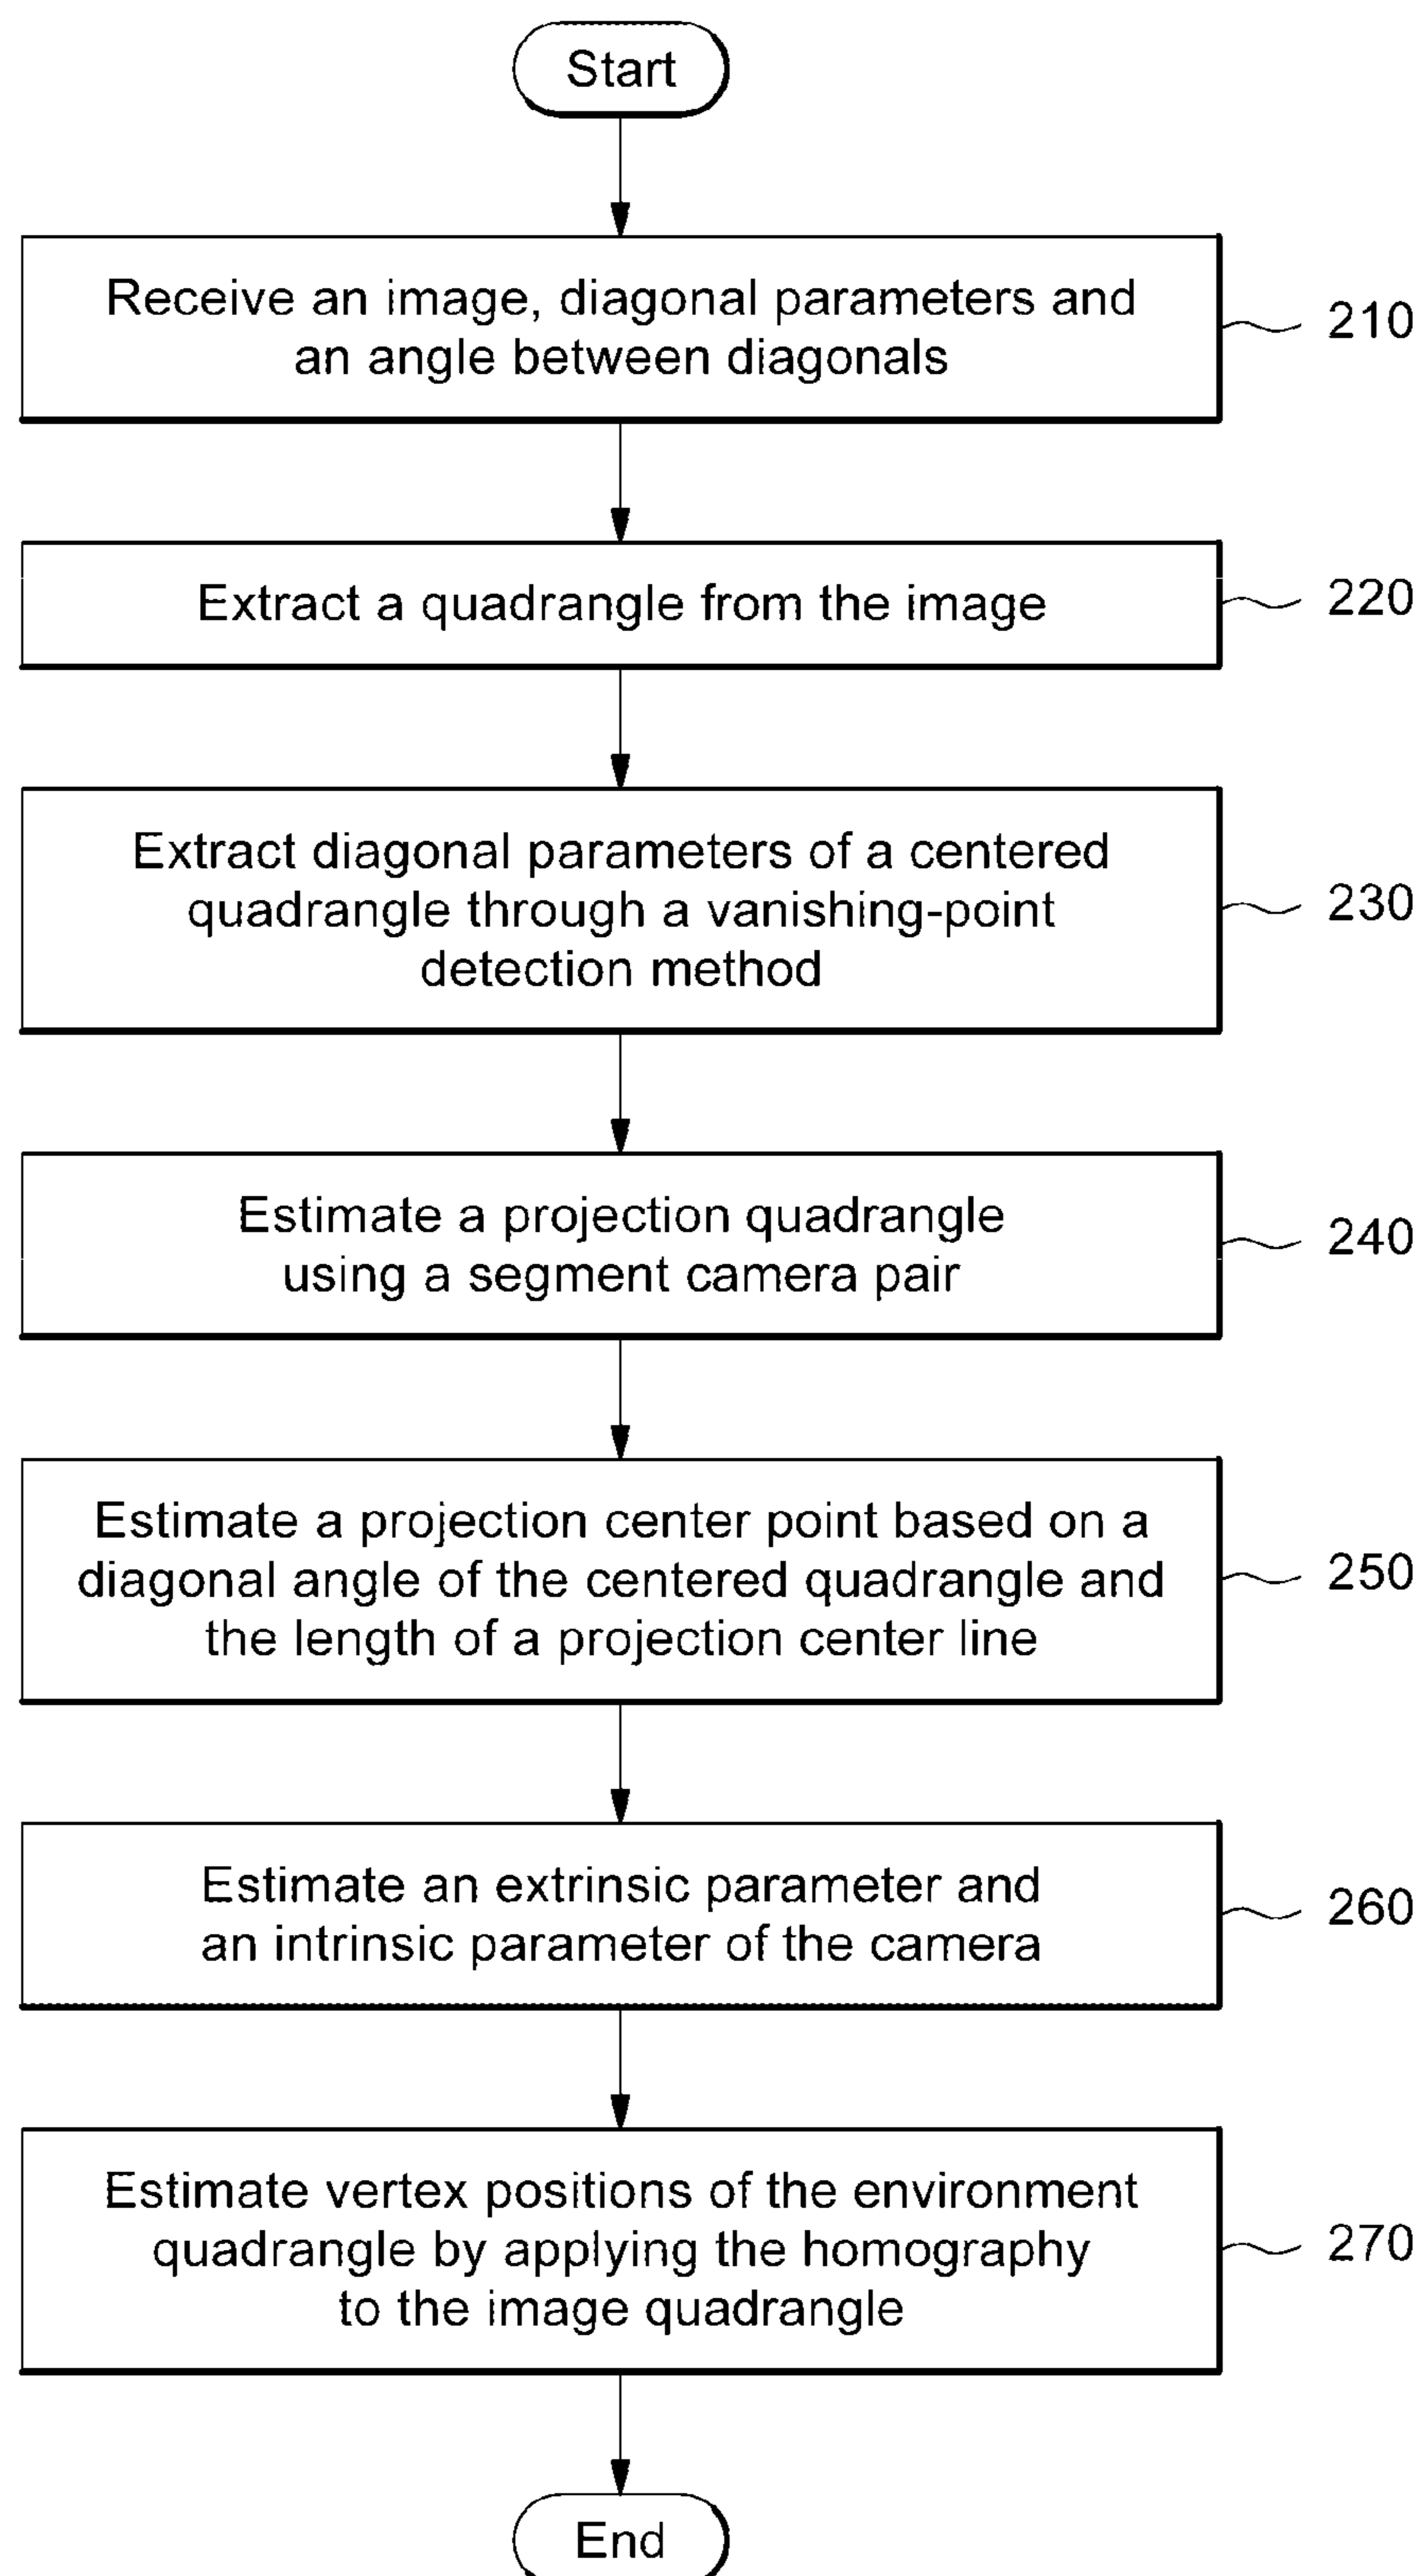 Start
Receive an image, diagonal parameters and
an angle between diagonals
210
Extract a quadrangle from the image
220
Extract diagonal parameters of a centered
quadrangle through a vanishing-point
detection method
230
Estimate a projection quadrangle
using a segment camera pair
240
Estimate a projection center point based on a
diagonal angle of the centered quadrangle and
the length of a projection center line
250
Estimate an extrinsic parameter and
an intrinsic parameter of the camera
260
Estimate vertex positions of the environment
quadrangle by applying the homography
to the image quadrangle
270
End